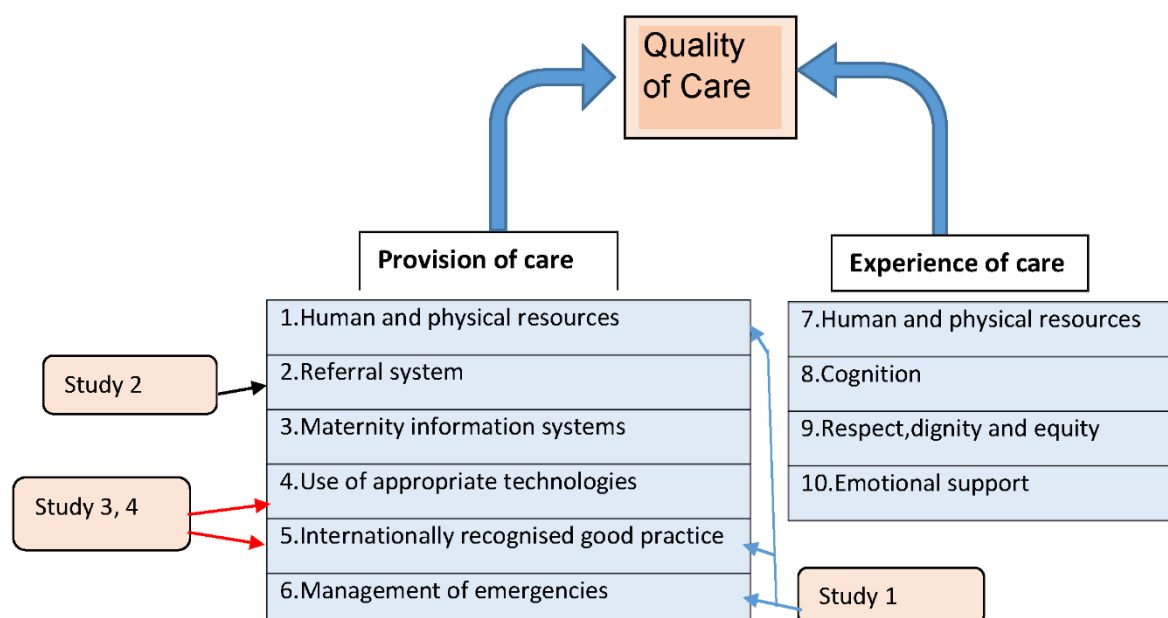 Quality
of Care
Provision of care
Experience of care
1.Human and physical resources
2.Referral system
3.Maternity information systems
4.Use of appropriate technologies
5.Internationally recognised good practice
6.Management of emergencies
7.Human and physical resources
8.Cognition
9.Respect,dignity and equity
10.Emotional support
Study 2
Study 3, 4
Study 1